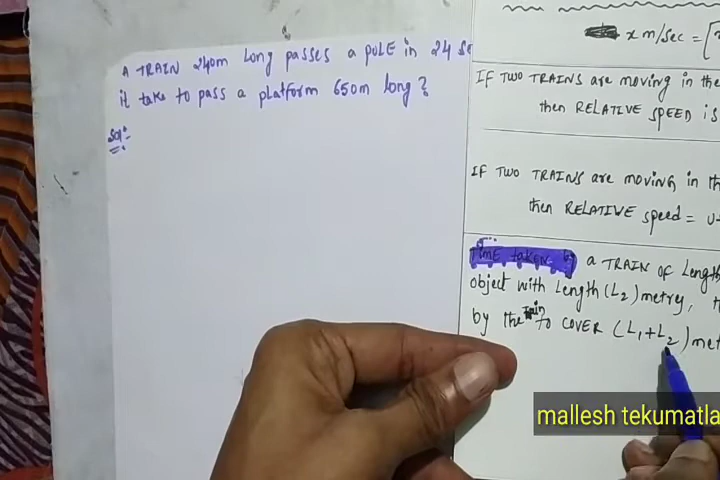 A TRAIN 240m Long passes a POLE in 24
it take to pass a platform 650m long?
Sol:-
x m/sec =
IF TWO TRAINS are moving in the
then RELATIVE SPEED is
IF TWO TRAINS are moving in
then RELATIVE speed = u-
TIME taken by a TRAIN OF Length
object with Length (L2) metry,
by the train to COVER (L1+L2) met
mallesh tekumatla